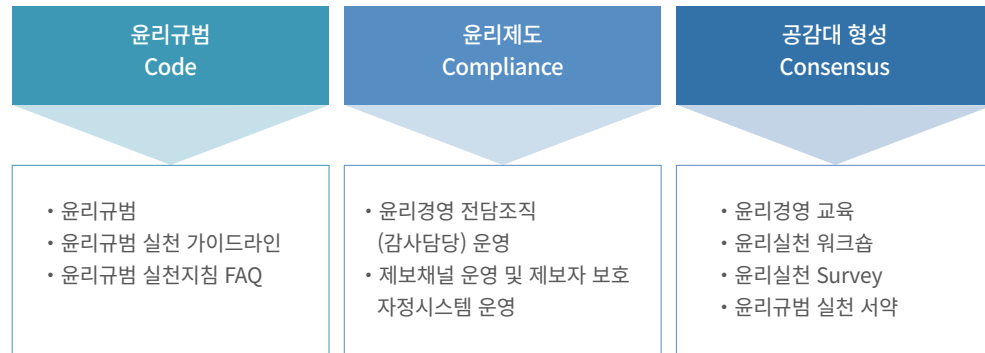 윤리규범
Code
윤리제도
Compliance
공감대 형성
Consensus
・윤리규범
・윤리규범 실천 가이드라인
・윤리규범 실천지침 FAQ
・윤리경영 전담조직
(감사담당) 운영
・제보채널 운영 및 제보자 보호
자정시스템 운영
・윤리경영 교육
・윤리실천 워크숍
・윤리실천 Survey
・윤리규범 실천 서약